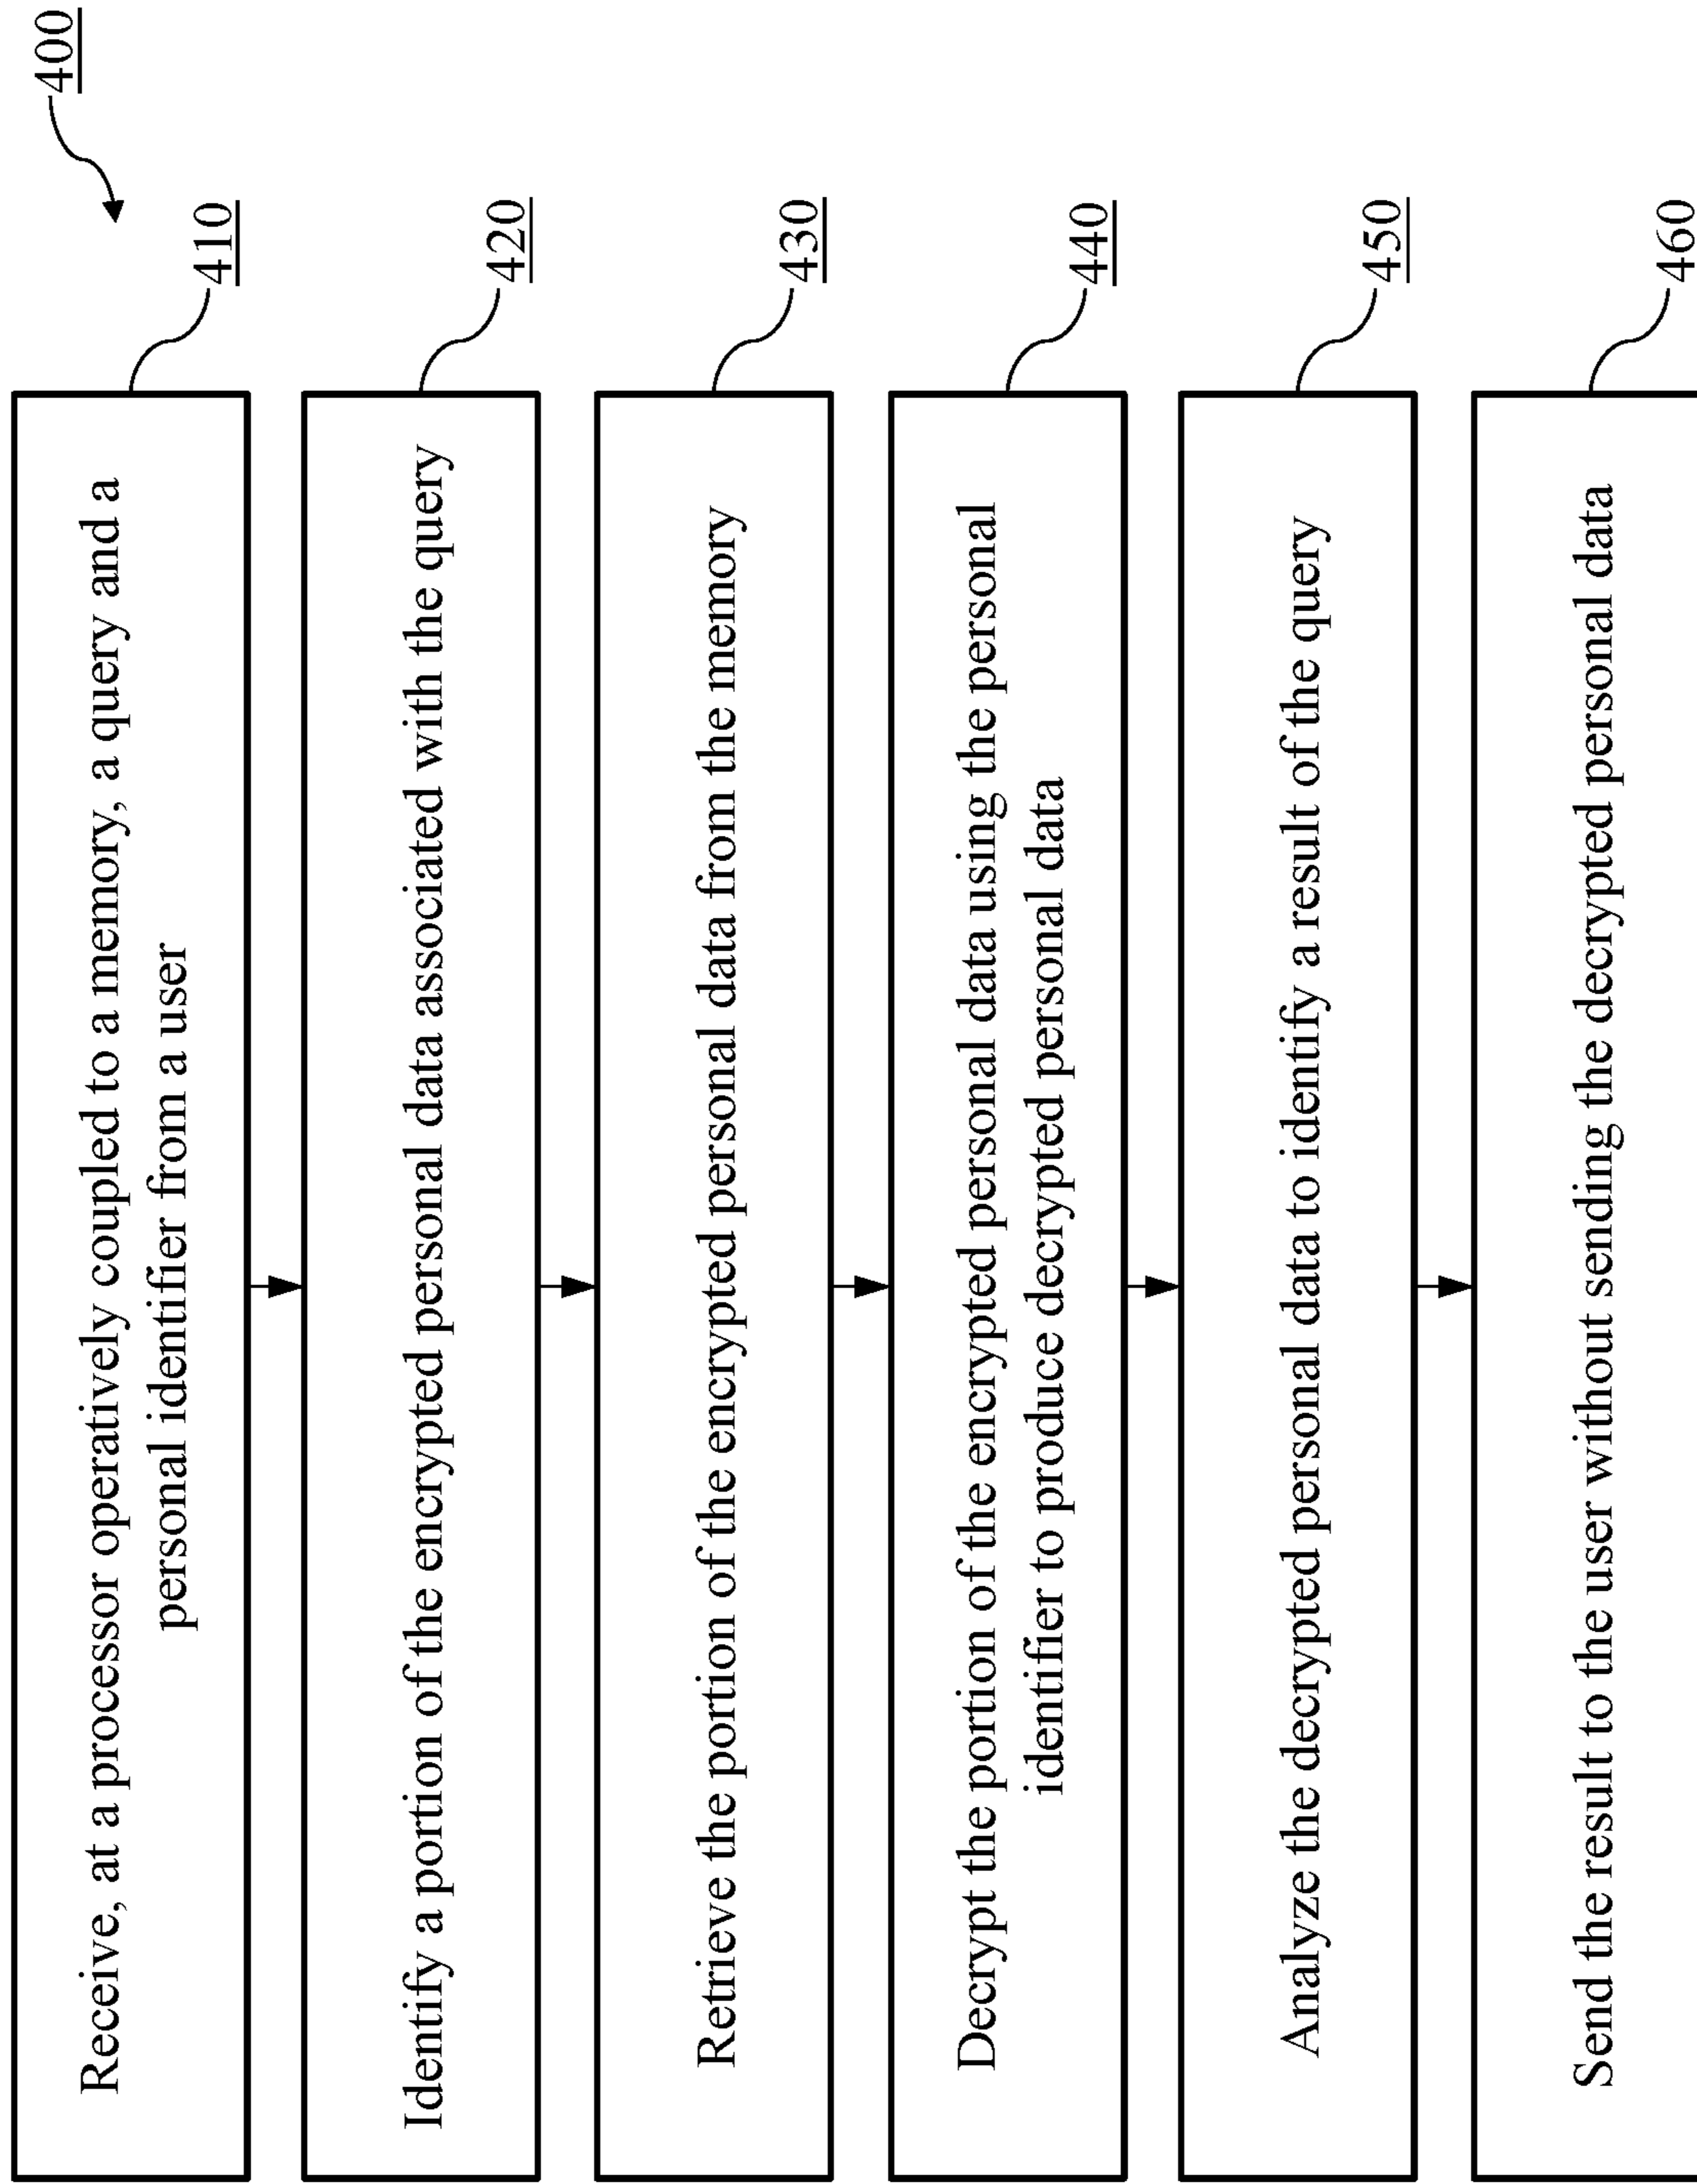 400
Receive, at a processor operatively coupled to a memory, a query and a
personal identifier from a user
410
Identify a portion of the encrypted personal data associated with the query
420
Retrieve the portion of the encrypted personal data from the memory
430
Decrypt the portion of the encrypted personal data using the personal
identifier to produce decrypted personal data
440
Analyze the decrypted personal data to identify a result of the query
450
Send the result to the user without sending the decrypted personal data
460